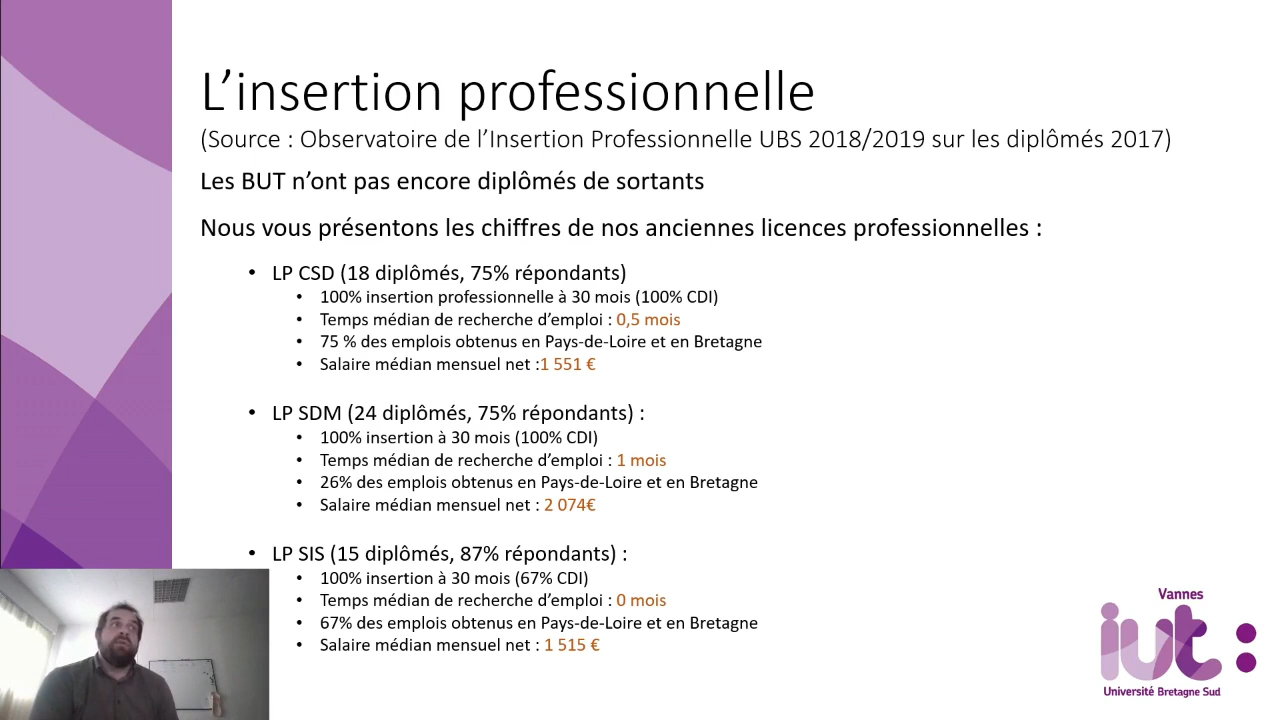 L’insertion professionnelle
(Source : Observatoire de l’Insertion Professionnelle UBS 2018/2019 sur les diplômés 2017)
Les BUT n’ont pas encore diplômés de sortants
Nous vous présentons les chiffres de nos anciennes licences professionnelles :
• LP CSD (18 diplômés, 75% répondants)
• 100% insertion professionnelle à 30 mois (100% CDI)
• Temps médian de recherche d’emploi : 0,5 mois
• 75 % des emplois obtenus en Pays-de-Loire et en Bretagne
• Salaire médian mensuel net :1 551 €
• LP SDM (24 diplômés, 75% répondants) :
• 100% insertion à 30 mois (100% CDI)
• Temps médian de recherche d’emploi : 1 mois
• 26% des emplois obtenus en Pays-de-Loire et en Bretagne
• Salaire médian mensuel net : 2 074€
• LP SIS (15 diplômés, 87% répondants) :
• 100% insertion à 30 mois (67% CDI)
• Temps médian de recherche d’emploi : 0 mois
• 67% des emplois obtenus en Pays-de-Loire et en Bretagne
• Salaire médian mensuel net : 1 515 €
Vannes
iut:
Université Bretagne Sud